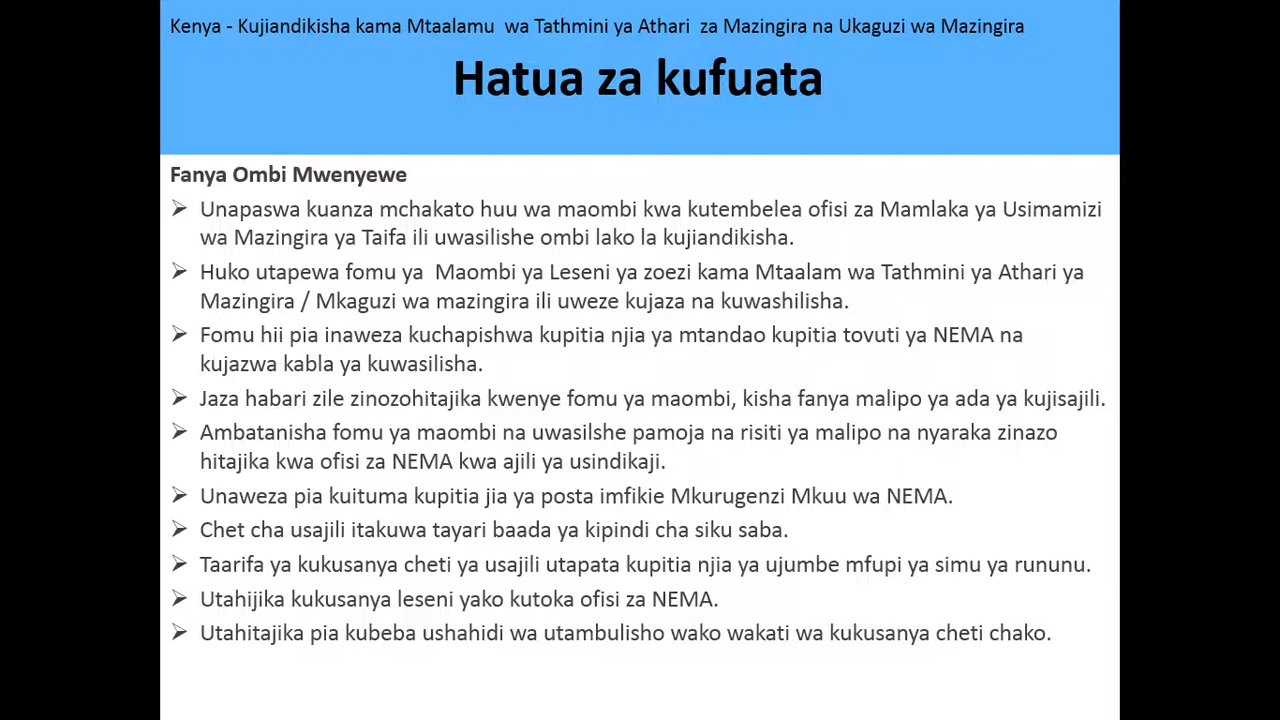 Kenya - Kujiandikisha kama Mtaalamu wa Tathmini ya Athari za Mazingira na Ukaguzi wa Mazingira
Hatua za kufuata
Fanya Ombi Mwenyewe
➢ Unapaswa kuanza mchakato huu wa maombi kwa kutembelea ofisi za Mamlaka ya Usimamizi
wa Mazingira ya Taifa ili uwasilishe ombi lako la kujiandikisha.
➢ Huko utapewa fomu ya Maombi ya Leseni ya zoezi kama Mtaalam wa Tathmini ya Athari ya
Mazingira / Mkaguzi wa mazingira ili uweze kujaza na kuwashilisha.
➢ Fomu hii pia inaweza kuchapishwa kupitia njia ya mtandao kupitia tovuti ya NEMA na
kujazwa kabla ya kuwasilisha.
➢ Jaza habari zile zinozohitajika kwenye fomu ya maombi, kisha fanya malipo ya ada ya kujisajili.
➢ Ambatanisha fomu ya maombi na uwasilshe pamoja na risiti ya malipo na nyaraka zinazo
hitajika kwa ofisi za NEMA kwa ajili ya usindikaji.
➢ Unaweza pia kuituma kupitia jia ya posta imfikie Mkurugenzi Mkuu wa NEMA.
➢ Chet cha usajili itakuwa tayari baada ya kipindi cha siku saba.
➢ Taarifa ya kukusanya cheti ya usajili utapata kupitia njia ya ujumbe mfupi ya simu ya rununu.
➢ Utahijika kukusanya leseni yako kutoka ofisi za NEMA.
➢ Utahitajika pia kubeba ushahidi wa utambulisho wako wakati wa kukusanya cheti chako.